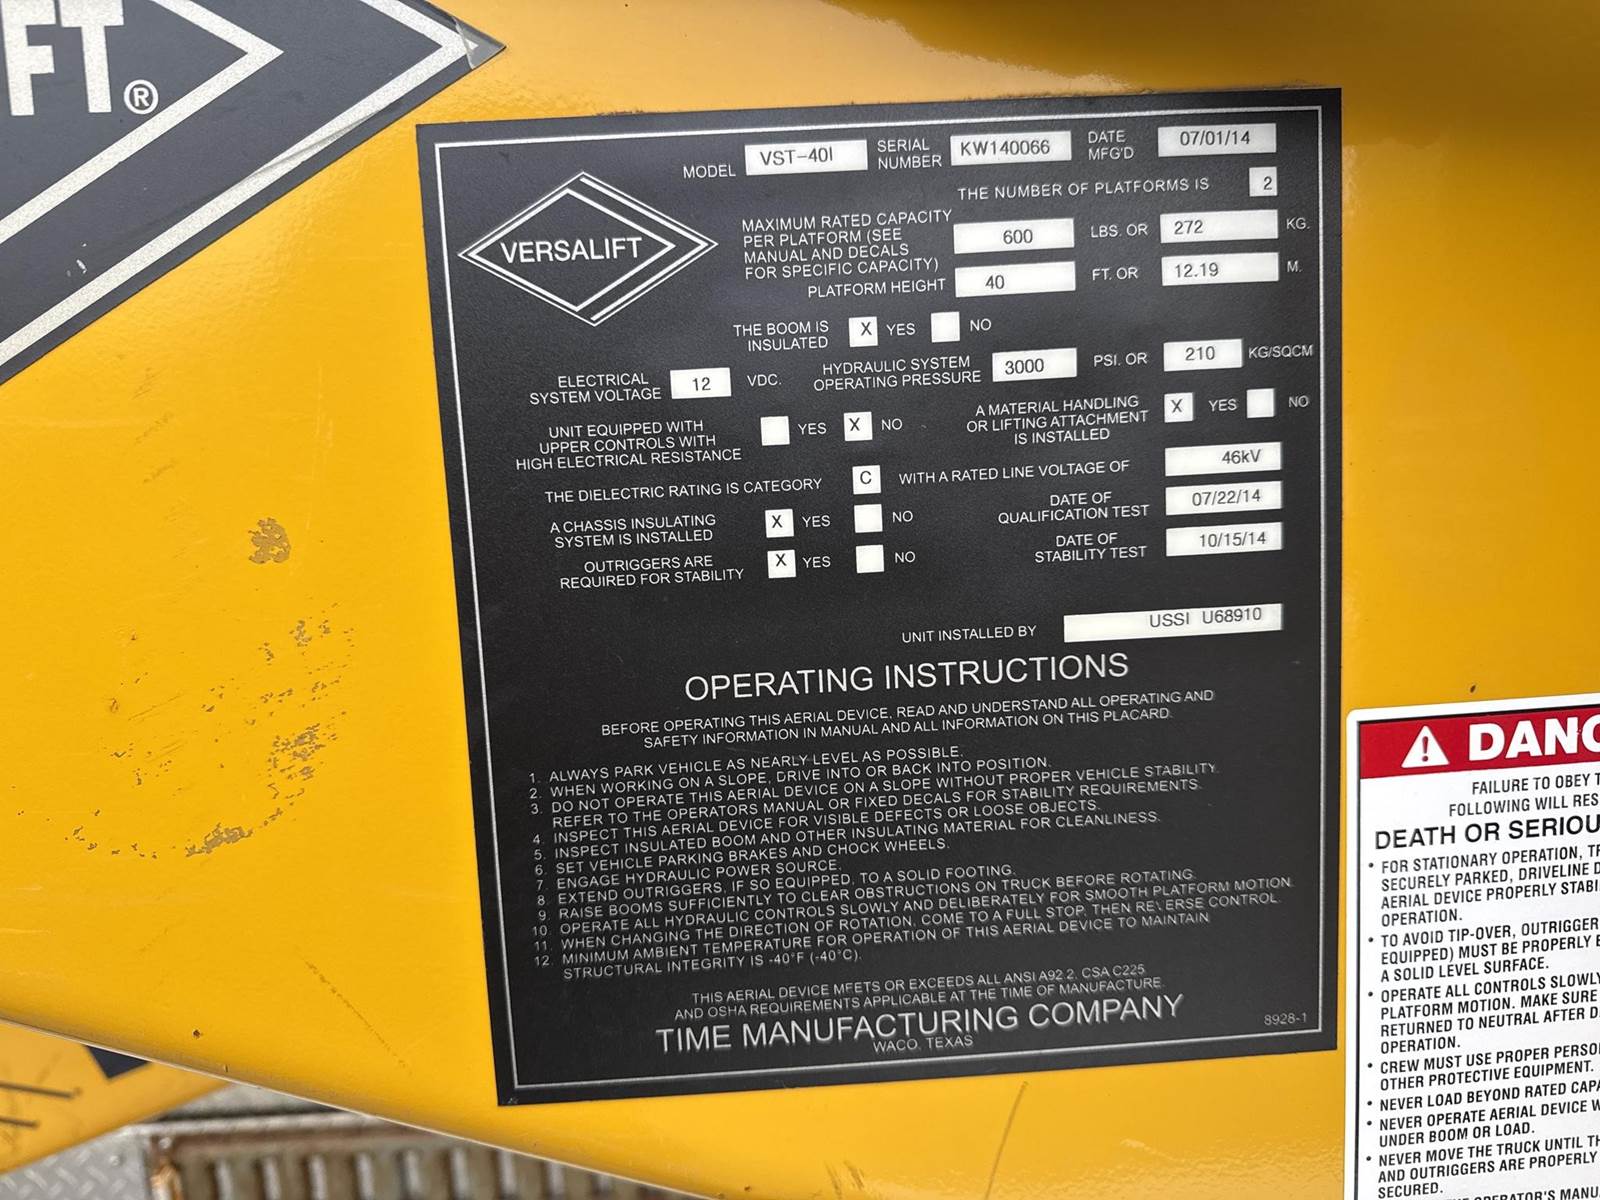 FT®
MODEL VST-40I SERIAL NUMBER KW140066 DATE MFG'D 07/01/14
THE NUMBER OF PLATFORMS IS 2
VERSALIFT
MAXIMUM RATED CAPACITY
PER PLATFORM (SEE
MANUAL AND DECALS
FOR SPECIFIC CAPACITY) 600 LBS. OR 272 KG.
PLATFORM HEIGHT 40 FT. OR 12.19 M.
THE BOOM IS
INSULATED X YES NO
ELECTRICAL
SYSTEM VOLTAGE 12 VDC.
HYDRAULIC SYSTEM
OPERATING PRESSURE 3000 PSI. OR 210 KG/SQCM
UNIT EQUIPPED WITH
UPPER CONTROLS WITH
HIGH ELECTRICAL RESISTANCE YES X NO
A MATERIAL HANDLING
OR LIFTING ATTACHMENT
IS INSTALLED X YES NO
THE DIELECTRIC RATING IS CATEGORY C WITH A RATED LINE VOLTAGE OF 46kV
A CHASSIS INSULATING
SYSTEM IS INSTALLED X YES NO
DATE OF
QUALIFICATION TEST 07/22/14
OUTRIGGERS ARE
REQUIRED FOR STABILITY X YES NO
DATE OF
STABILITY TEST 10/15/14
UNIT INSTALLED BY USSI U68910
OPERATING INSTRUCTIONS
BEFORE OPERATING THIS AERIAL DEVICE, READ AND UNDERSTAND ALL OPERATING AND
SAFETY INFORMATION IN MANUAL AND ALL INFORMATION ON THIS PLACARD.
1. ALWAYS PARK VEHICLE AS NEARLY LEVEL AS POSSIBLE.
2. WHEN WORKING ON A SLOPE, DRIVE INTO OR BACK INTO POSITION.
3. DO NOT OPERATE THIS AERIAL DEVICE ON A SLOPE WITHOUT PROPER VEHICLE STABILITY.
REFER TO THE OPERATORS MANUAL OR FIXED DECALS FOR STABILITY REQUIREMENTS.
4. INSPECT THIS AERIAL DEVICE FOR VISIBLE DEFECTS OR LOOSE OBJECTS.
5. INSPECT INSULATED BOOM AND OTHER INSULATING MATERIAL FOR CLEANLINESS.
6. SET VEHICLE PARKING BRAKES AND CHOCK WHEELS.
7. ENGAGE HYDRAULIC POWER SOURCE.
8. EXTEND OUTRIGGERS, IF SO EQUIPPED, TO A SOLID FOOTING.
9. RAISE BOOMS SUFFICIENTLY TO CLEAR OBSTRUCTIONS ON TRUCK BEFORE ROTATING.
10. OPERATE ALL HYDRAULIC CONTROLS SLOWLY AND DELIBERATELY FOR SMOOTH PLATFORM MOTION.
11. WHEN CHANGING THE DIRECTION OF ROTATION, COME TO A FULL STOP, THEN REVERSE CONTROL.
12. MINIMUM AMBIENT TEMPERATURE FOR OPERATION OF THIS AERIAL DEVICE TO MAINTAIN
STRUCTURAL INTEGRITY IS -40°F (-40°C).
THIS AERIAL DEVICE MEETS OR EXCEEDS ALL ANSI A92.2, CSA C225
AND OSHA REQUIREMENTS APPLICABLE AT THE TIME OF MANUFACTURE.
TIME MANUFACTURING COMPANY
WACO, TEXAS
8928-1
DANG
FAILURE TO OBEY T
FOLLOWING WILL RES
DEATH OR SERIOU
• FOR STATIONARY OPERATION, TR
SECURELY PARKED, DRIVELINE D
AERIAL DEVICE PROPERLY STABI
OPERATION.
• TO AVOID TIP-OVER, OUTRIGGER
EQUIPPED) MUST BE PROPERLY E
A SOLID LEVEL SURFACE.
• OPERATE ALL CONTROLS SLOWLY
PLATFORM MOTION. MAKE SURE
RETURNED TO NEUTRAL AFTER D
OPERATION.
• CREW MUST USE PROPER PERSO
OTHER PROTECTIVE EQUIPMENT.
• NEVER LOAD BEYOND RATED CAPA
• NEVER OPERATE AERIAL DEVICE W
UNDER BOOM OR LOAD.
• NEVER MOVE THE TRUCK UNTIL TH
AND OUTRIGGERS ARE PROPERLY
SECURED.
OPERATOR'S MANU